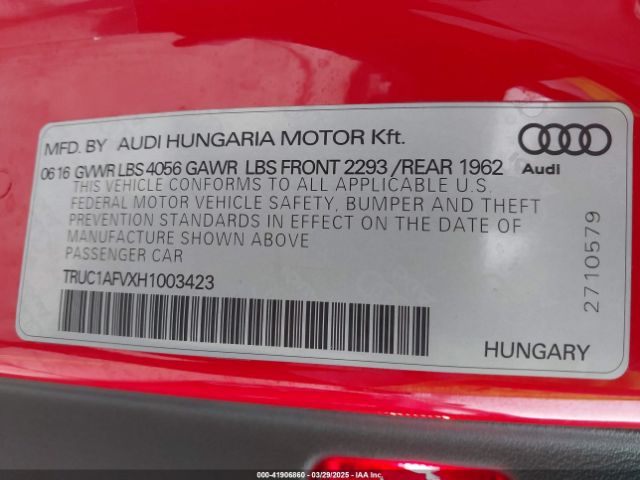 MFD. BY AUDI HUNGARIA MOTOR Kft.
0616 GVWR LBS 4056 GAWR LBS FRONT 2293 /REAR 1962
THIS VEHICLE CONFORMS TO ALL APPLICABLE U.S.
FEDERAL MOTOR VEHICLE SAFETY, BUMPER AND THEFT
PREVENTION STANDARDS IN EFFECT ON THE DATE OF
MANUFACTURE SHOWN ABOVE
PASSENGER CAR
TRUC1AFVXH1003423
Audi
2710579
HUNGARY
000-41906860 03/29/2025 IAA Inc.